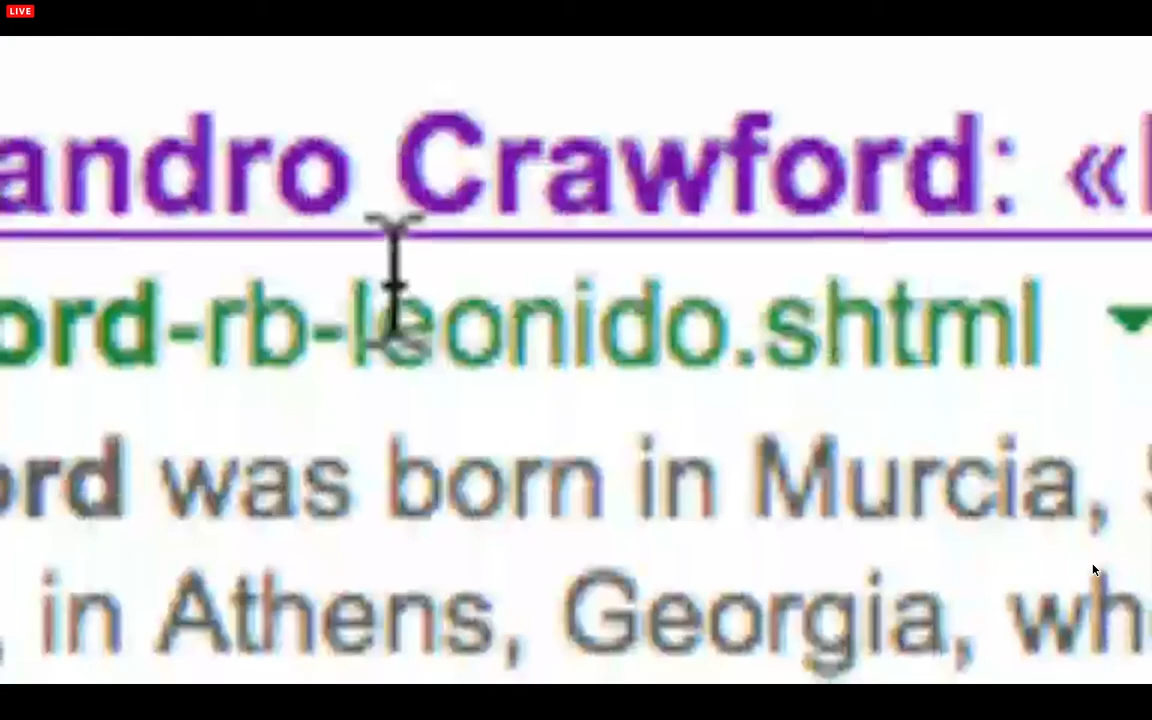 LIVE
andro Crawford: «
ord-rb-leonido.shtml
ord was born in Murcia,
, in Athens, Georgia, wh